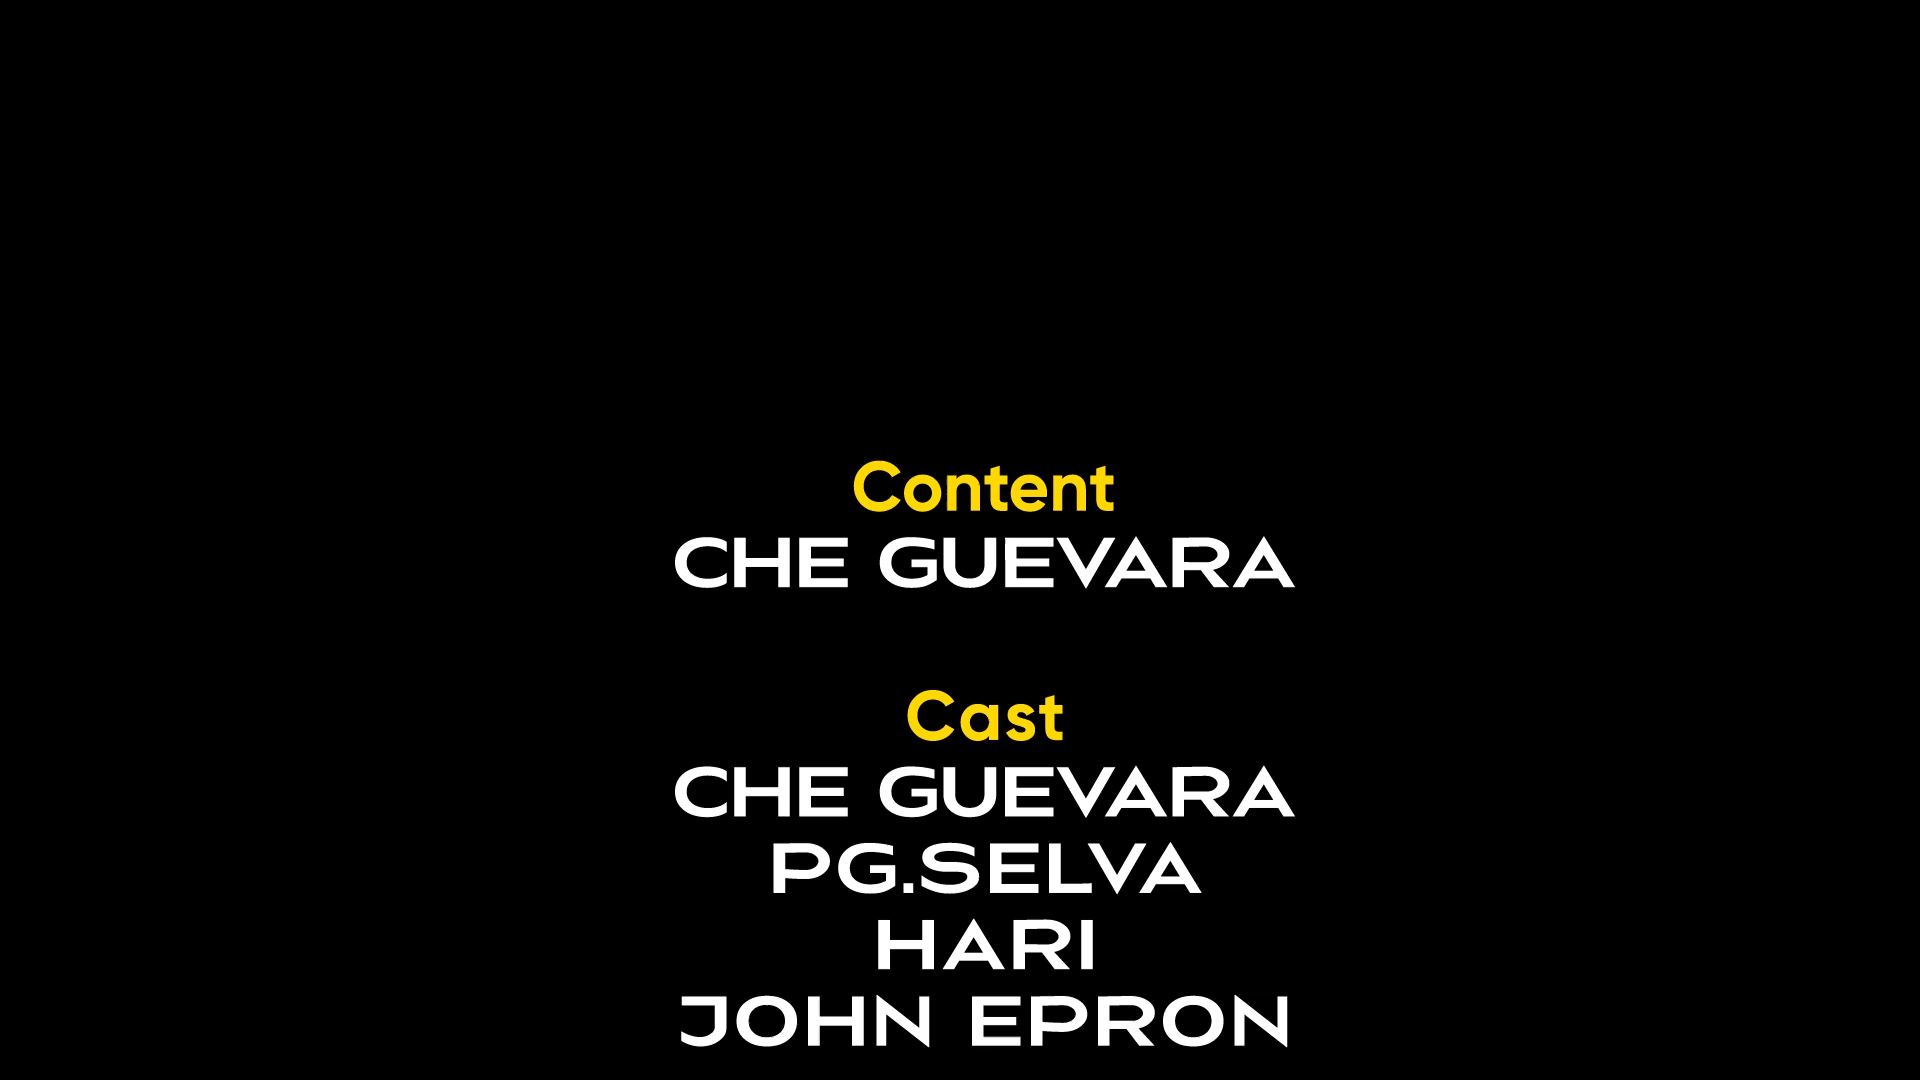 Content
CHE GUEVARA
Cast
CHE GUEVARA
PG.SELVA
HARI
JOHN EPRON